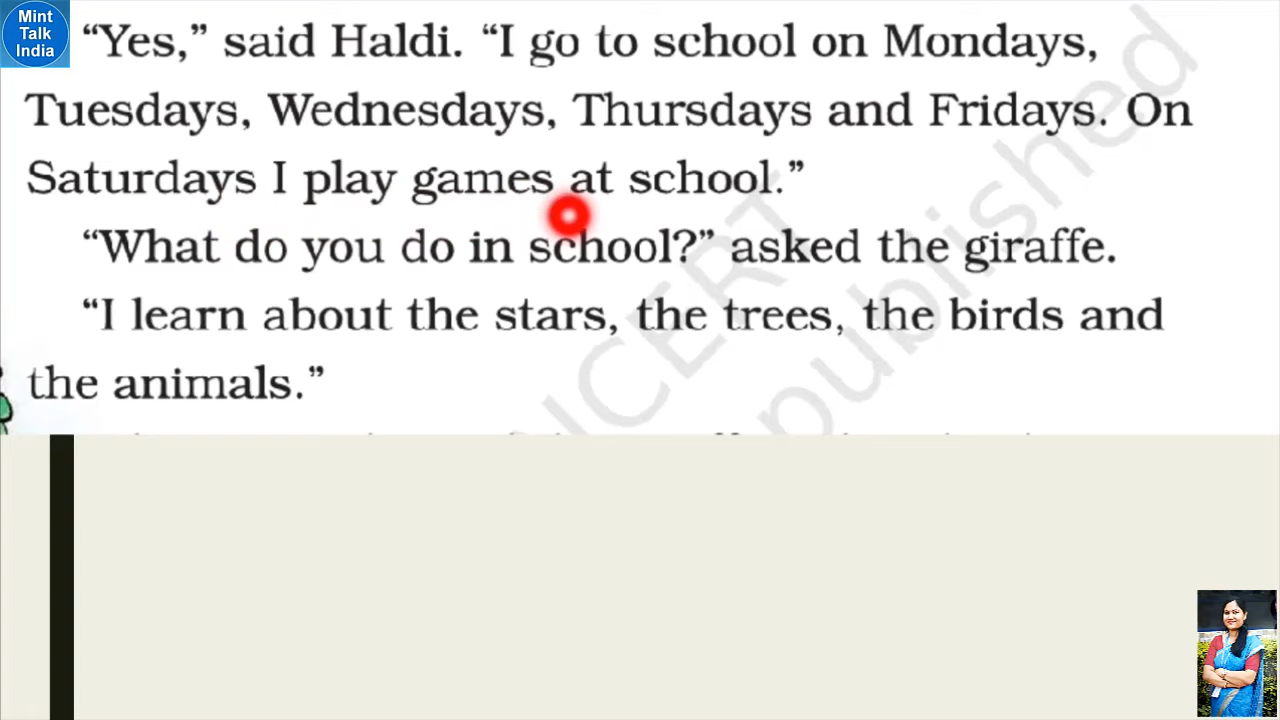 Mint
Talk
India
“Yes,” said Haldi. “I go to school on Mondays,
Tuesdays, Wednesdays, Thursdays and Fridays. On
Saturdays I play games at school.”
“What do you do in school?” asked the giraffe.
“I learn about the stars, the trees, the birds and
the animals.”
NCERT
published